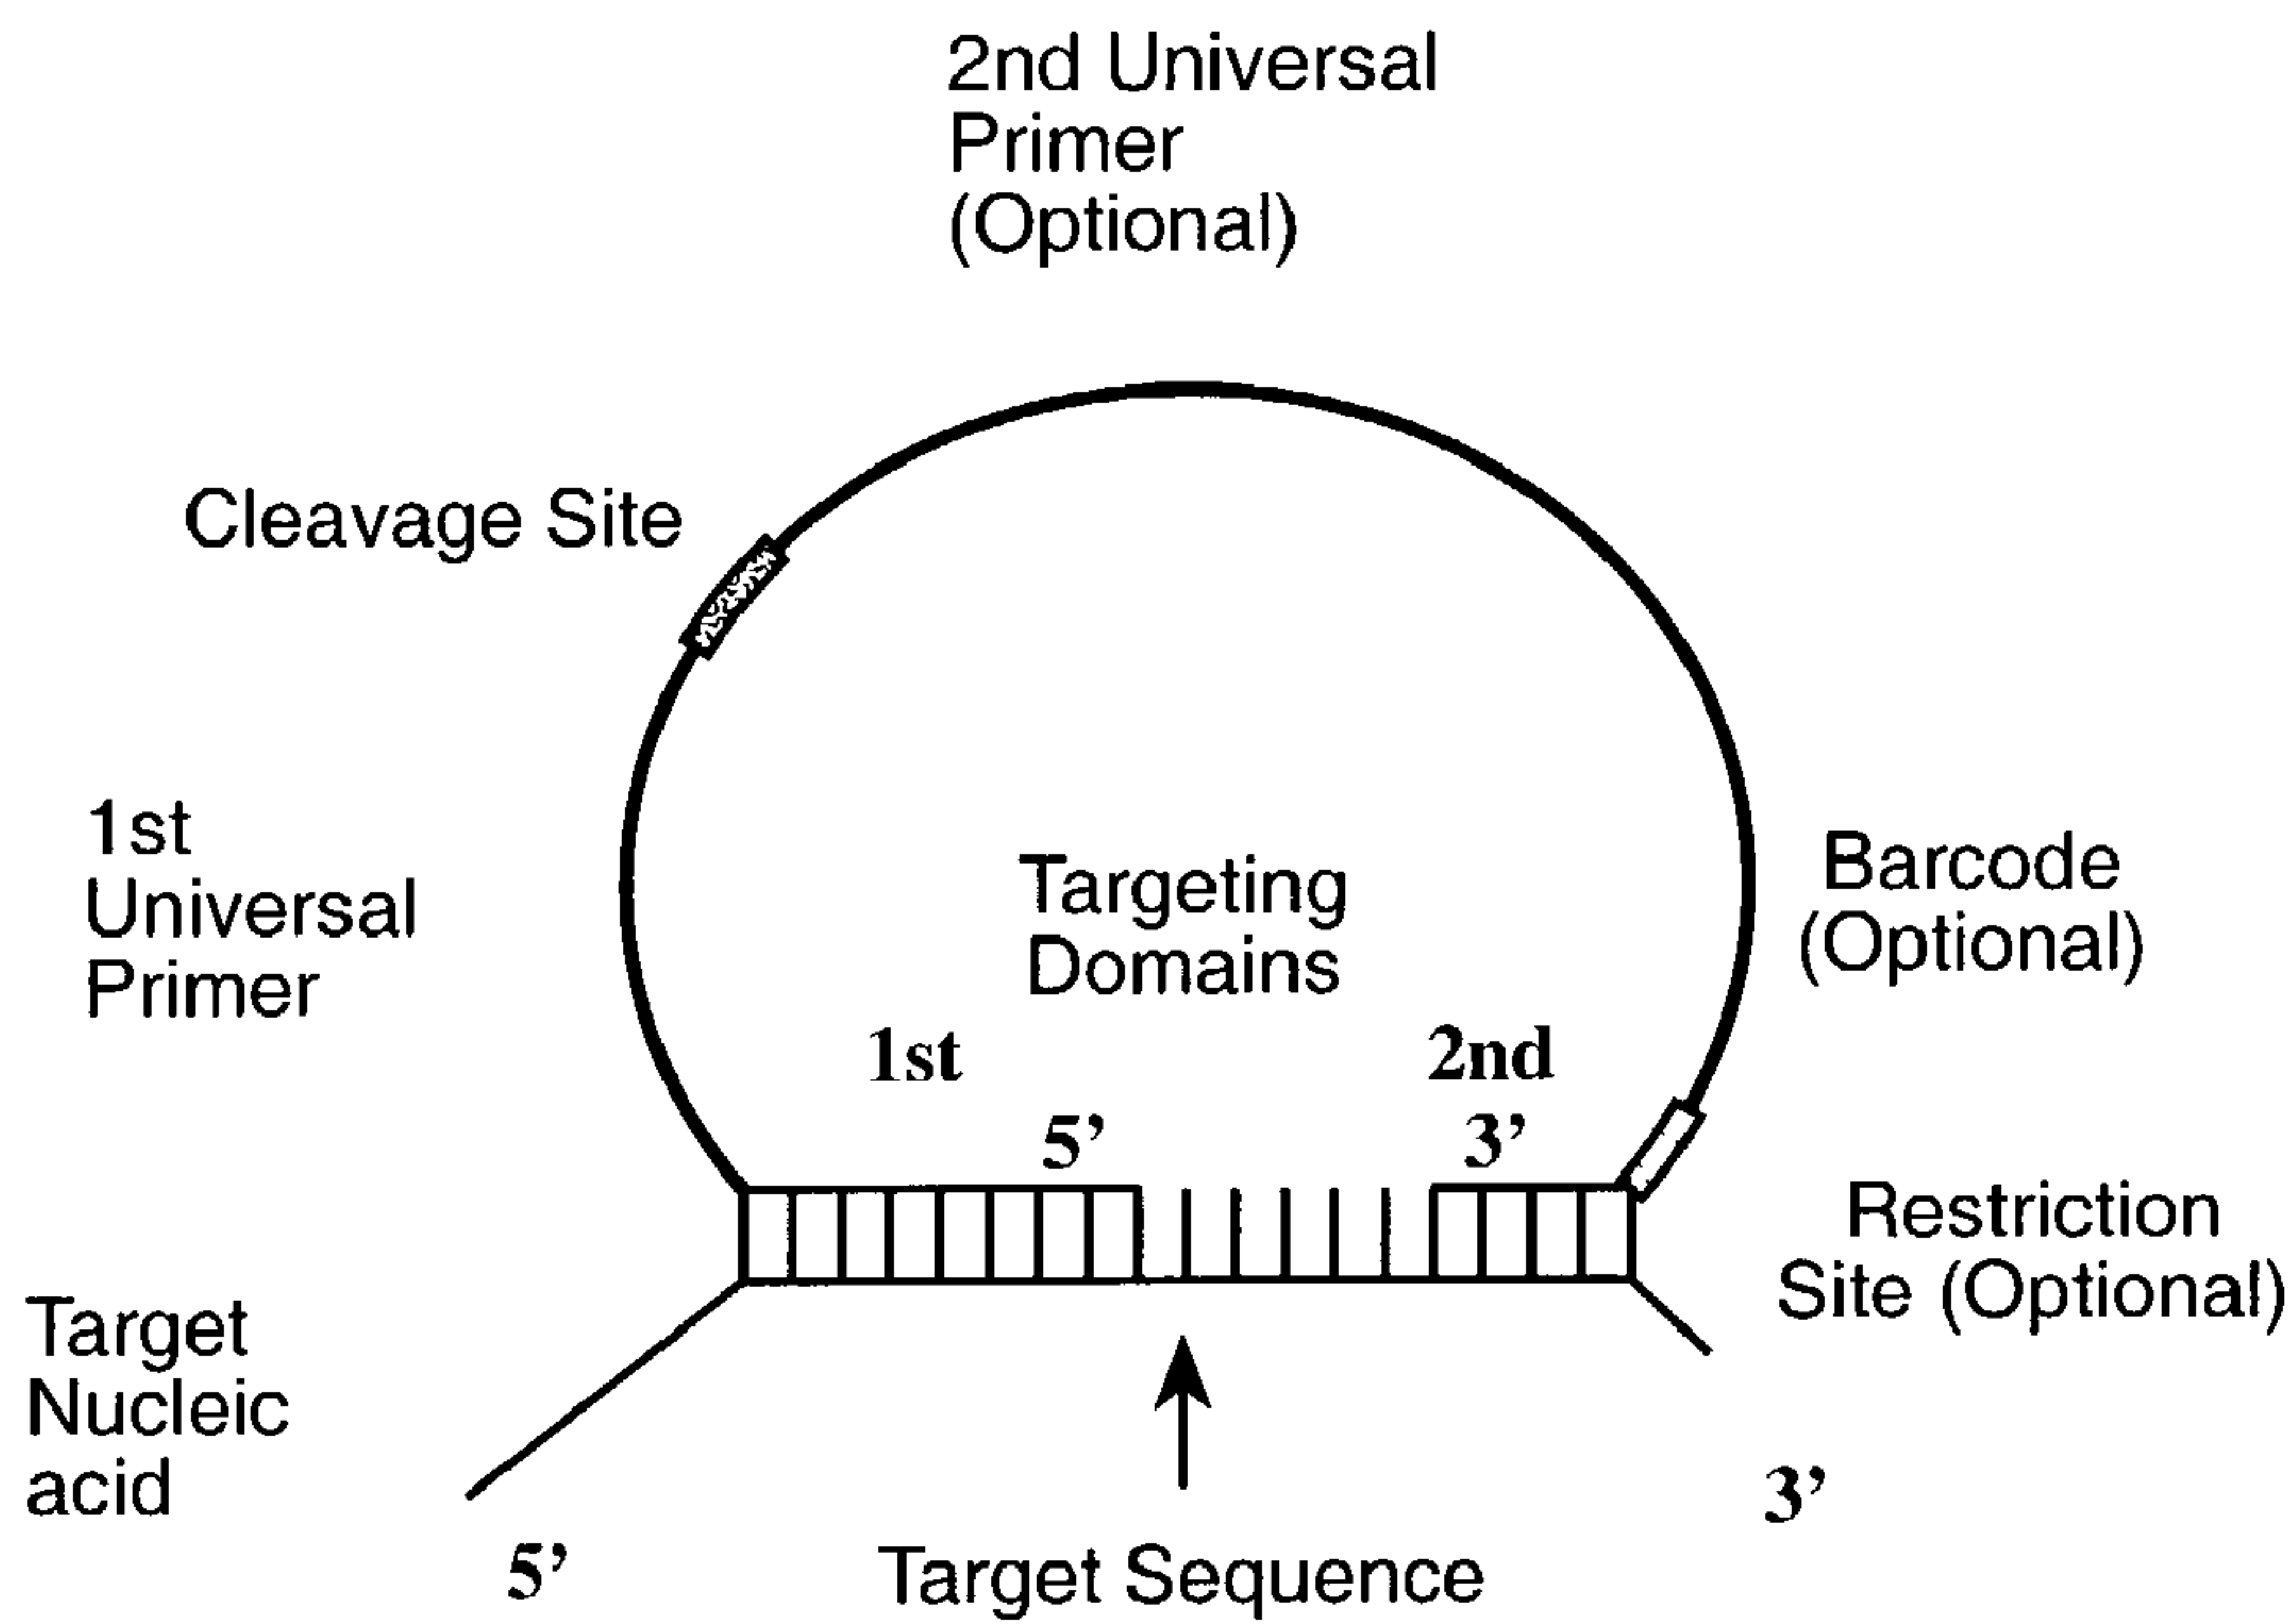 2nd Universal
Primer
(Optional)
Cleavage Site
1st
Universal
Primer
Targeting
Domains
Barcode
(Optional)
1st
2nd
5’
3’
Restriction
Site (Optional)
Target
Nucleic
acid
3’
5’
Target Sequence